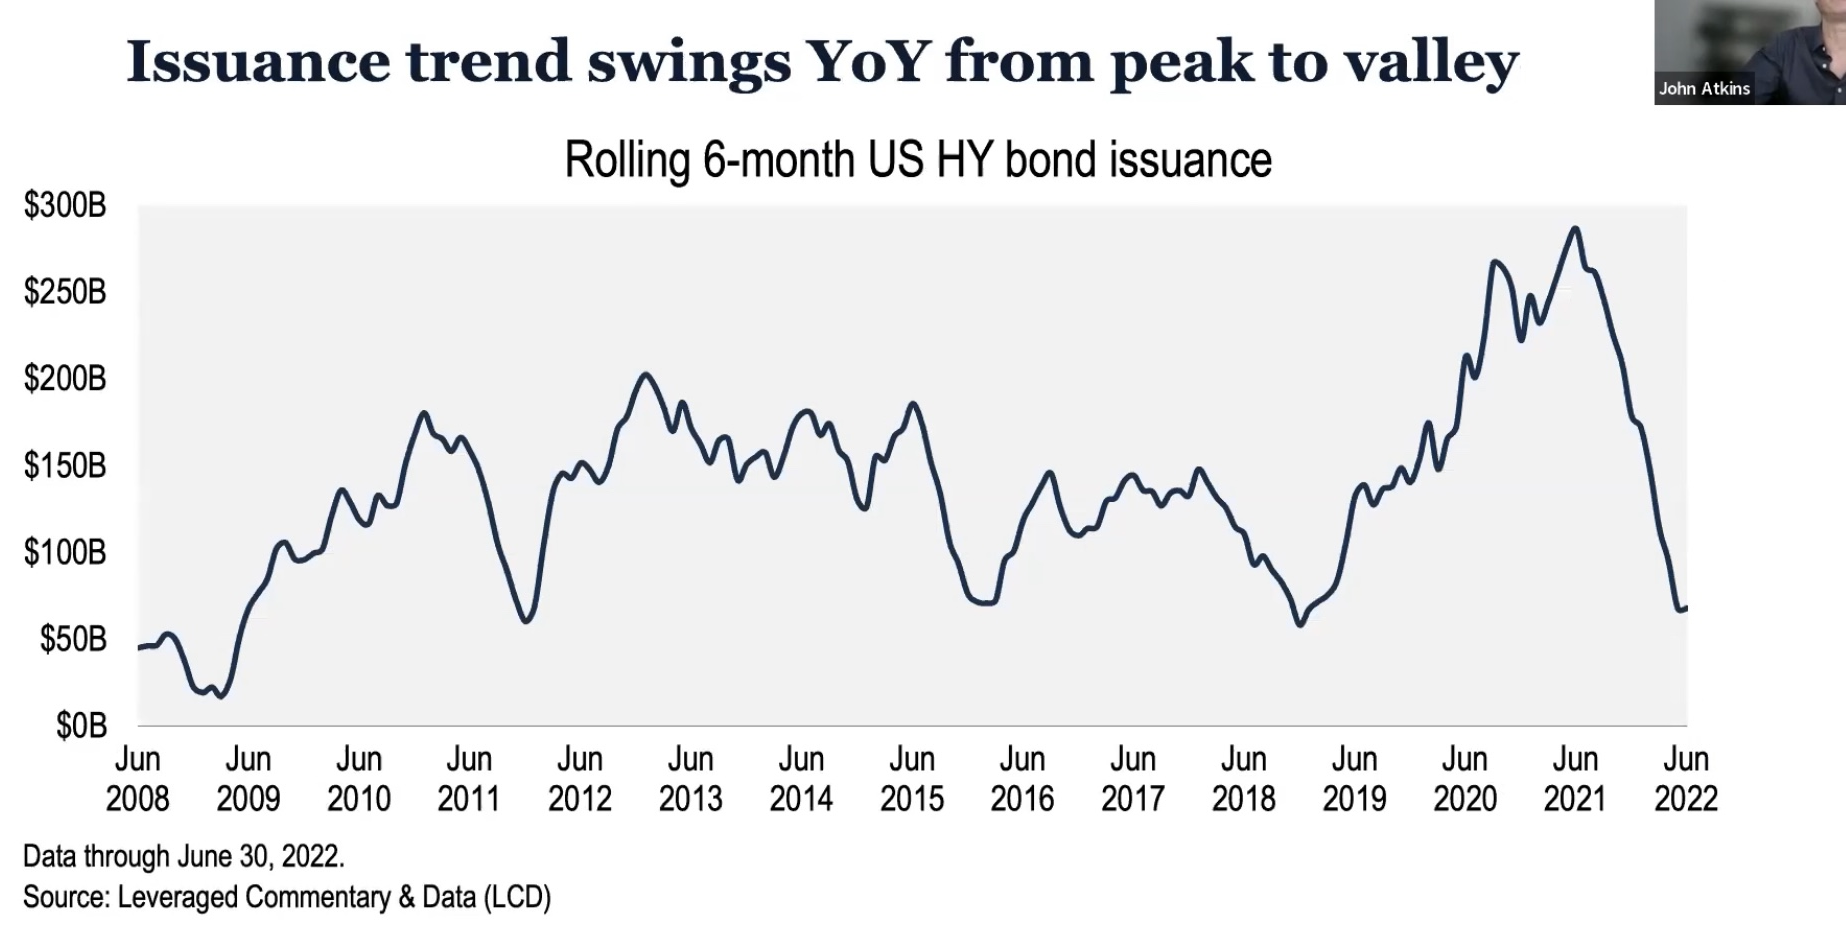 Issuance trend swings YoY from peak to valley
John Atkins
Rolling 6-month US HY bond issuance
$300B
$250B
$200B
$150B
$100B
$50B
$0B
Jun Jun Jun Jun Jun Jun Jun Jun Jun Jun Jun Jun Jun Jun Jun
2008 2009 2010 2011 2012 2013 2014 2015 2016 2017 2018 2019 2020 2021 2022
Data through June 30, 2022.
Source: Leveraged Commentary & Data (LCD)